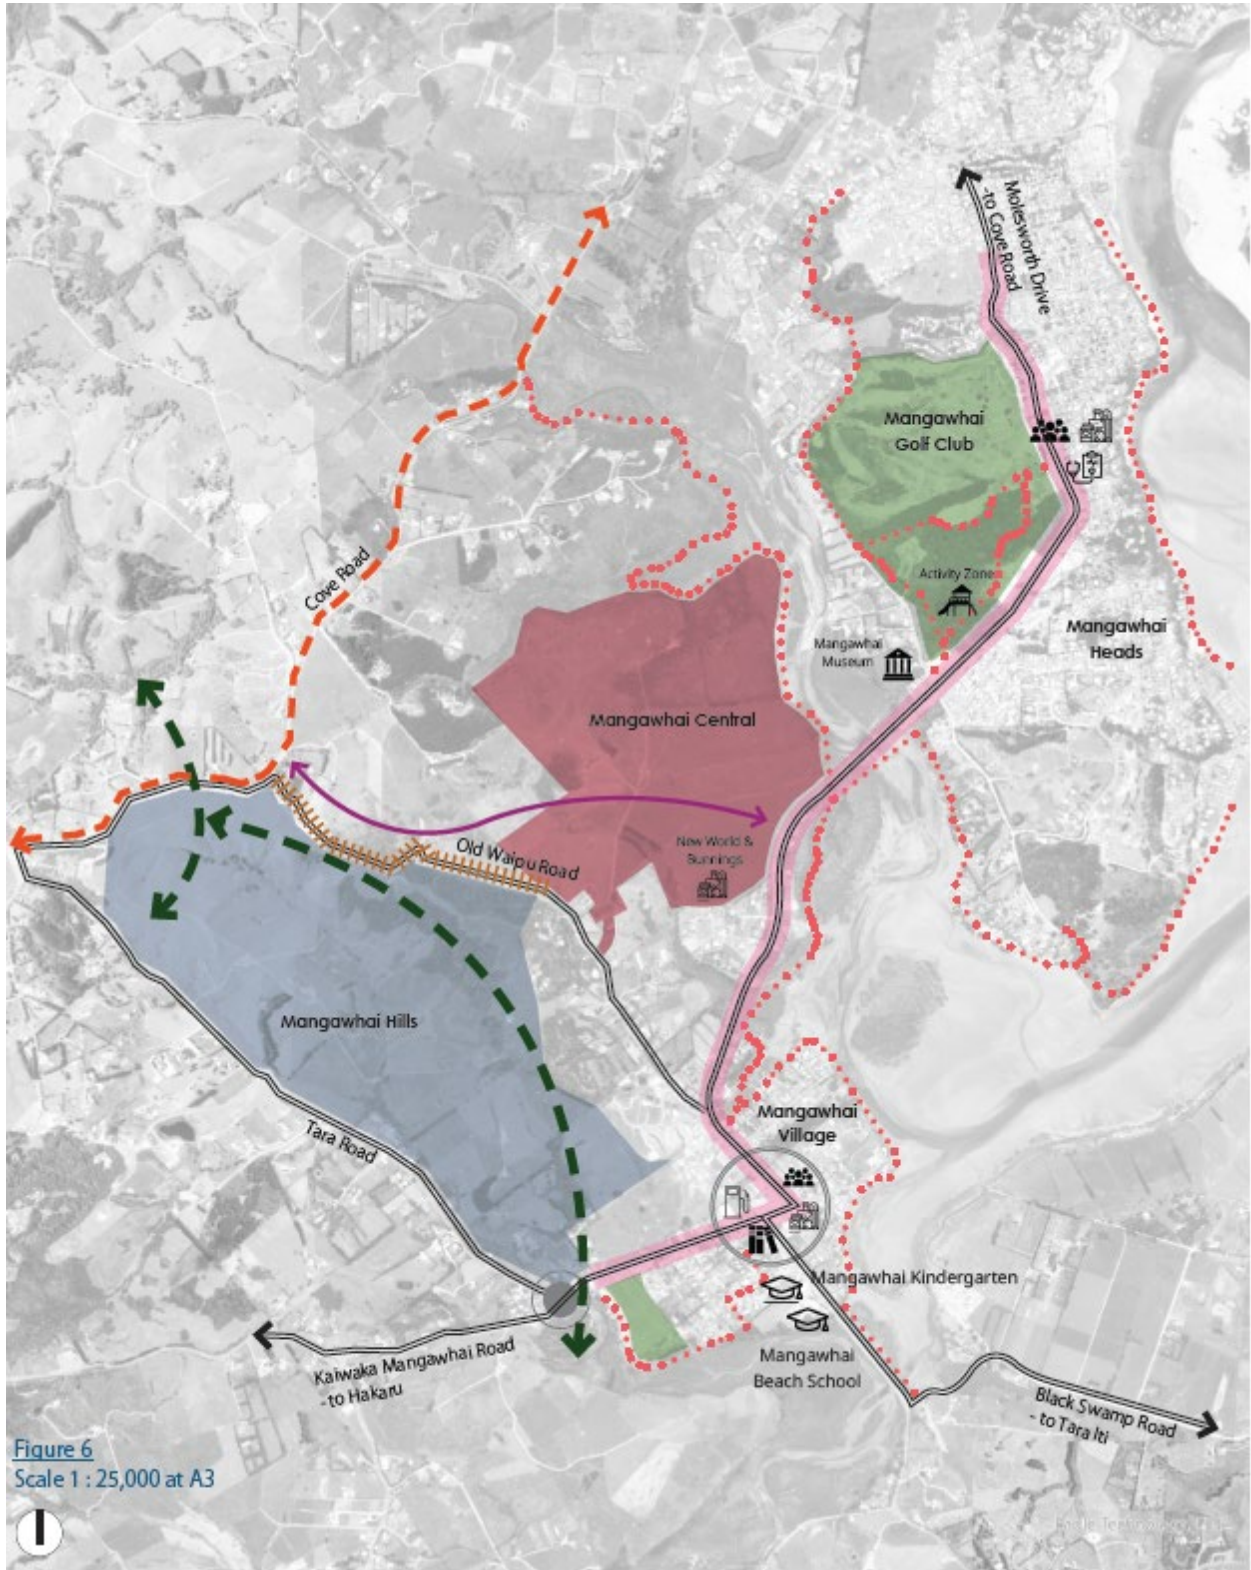 Molesworth Drive
- to Cove Road
Mangawhai
Golf Club
Cove Road
Activity Zone
Mangawhai
Heads
Mangawhai
Museum
Mangawhai Central
New World &
Bunnings
Old Waipu Road
Mangawhai Hills
Mangawhai
Village
Tara Road
Mangawhai Kindergarten
Kaiwaka Mangawhai Road
- to Hakaru
Mangawhai
Beach School
Black Swamp Road
- to Tara Iti
Figure 6
Scale 1 : 25,000 at A3